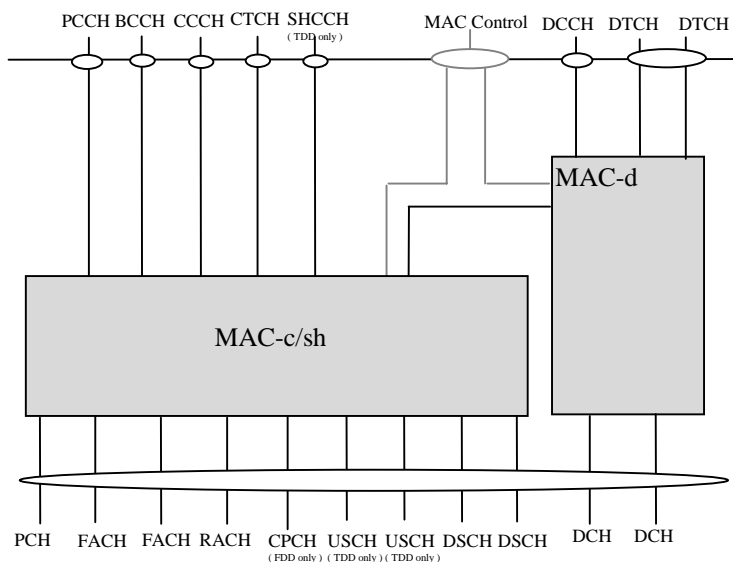 PCCH BCCH CCCH CTCH SHCCH MAC Control DCCH DTCH DTCH
( TDD only )
MAC-d
MAC-c/sh
PCH FACH FACH RACH CPCH USCH USCH DSCH DSCH DCH DCH
( FDD only ) ( TDD only ) ( TDD only )